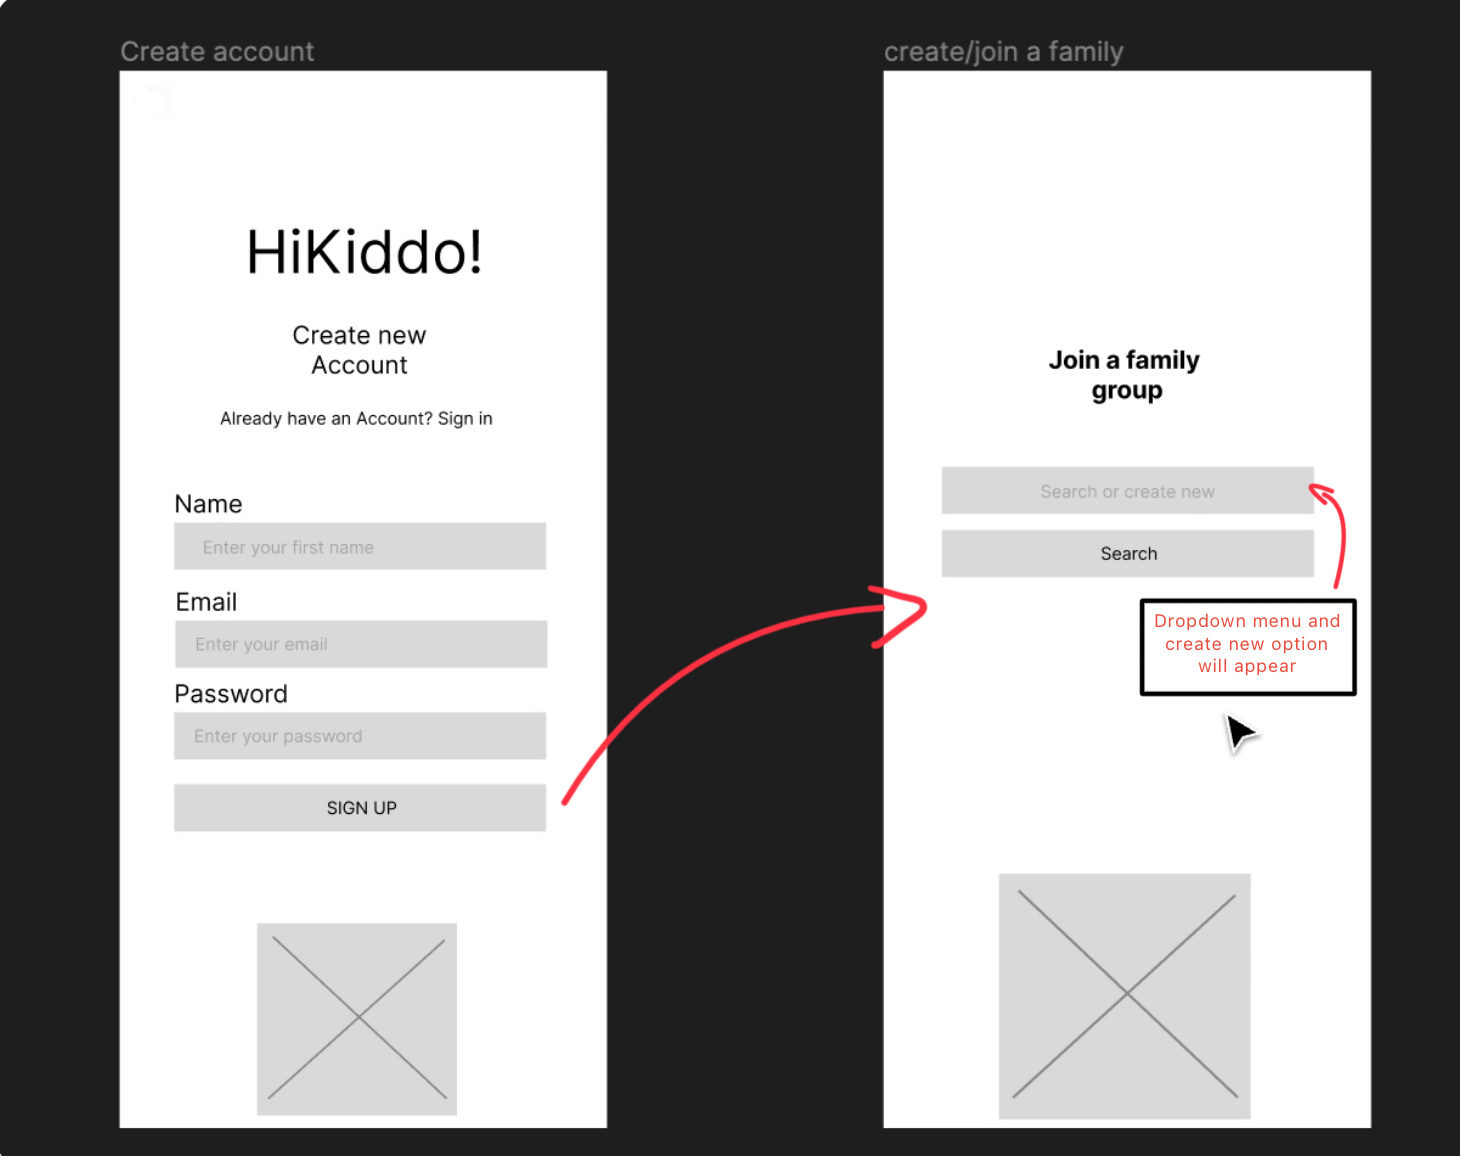 Create account
HiKiddo!
Create new
Account
Already have an Account? Sign in
Name
Enter your first name
Email
Enter your email
Password
Enter your password
SIGN UP
create/join a family
Join a family
group
Search or create new
Search
Dropdown menu and
create new option
will appear